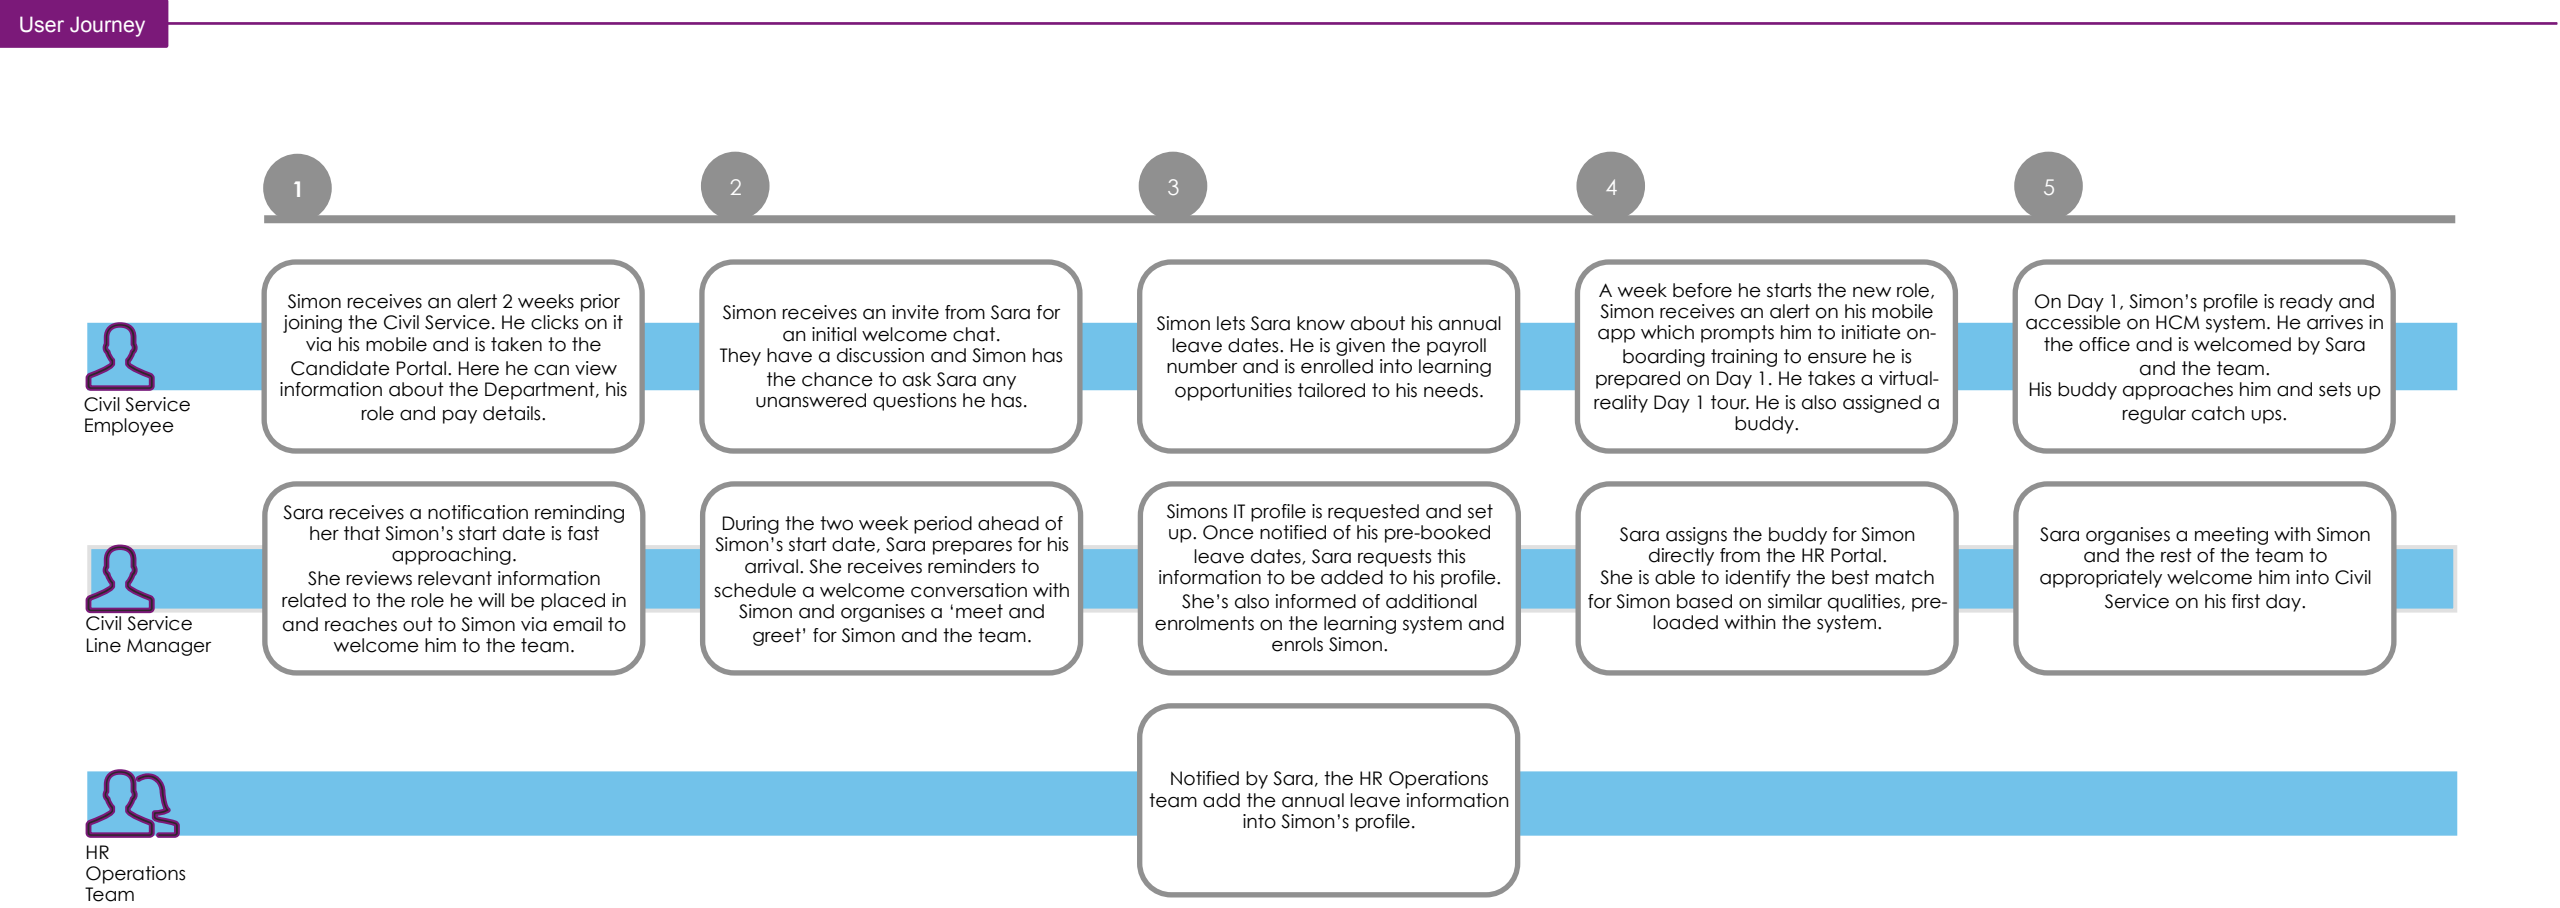 User Journey
1
2
3
4
5
Simon receives an alert 2 weeks prior
joining the Civil Service. He clicks on it
via his mobile and is taken to the
Candidate Portal. Here he can view
information about the Department, his
role and pay details.
Simon receives an invite from Sara for
an initial welcome chat.
They have a discussion and Simon has
the chance to ask Sara any
unanswered questions he has.
Simon lets Sara know about his annual
leave dates. He is given the payroll
number and is enrolled into learning
opportunities tailored to his needs.
A week before he starts the new role,
Simon receives an alert on his mobile
app which prompts him to initiate on-
boarding training to ensure he is
prepared on Day 1. He takes a virtual-
reality Day 1 tour. He is also assigned a
buddy.
On Day 1, Simon’s profile is ready and
accessible on HCM system. He arrives in
the office and is welcomed by Sara
and the team.
His buddy approaches him and sets up
regular catch ups.
Civil Service
Employee
Sara receives a notification reminding
her that Simon’s start date is fast
approaching.
She reviews relevant information
related to the role he will be placed in
and reaches out to Simon via email to
welcome him to the team.
During the two week period ahead of
Simon’s start date, Sara prepares for his
arrival. She receives reminders to
schedule a welcome conversation with
Simon and organises a ‘meet and
greet’ for Simon and the team.
Simons IT profile is requested and set
up. Once notified of his pre-booked
leave dates, Sara requests this
information to be added to his profile.
She’s also informed of additional
enrolments on the learning system and
enrols Simon.
Sara assigns the buddy for Simon
directly from the HR Portal.
She is able to identify the best match
for Simon based on similar qualities, pre-
loaded within the system.
Sara organises a meeting with Simon
and the rest of the team to
appropriately welcome him into Civil
Service on his first day.
Civil Service
Line Manager
Notified by Sara, the HR Operations
team add the annual leave information
into Simon’s profile.
HR
Operations
Team